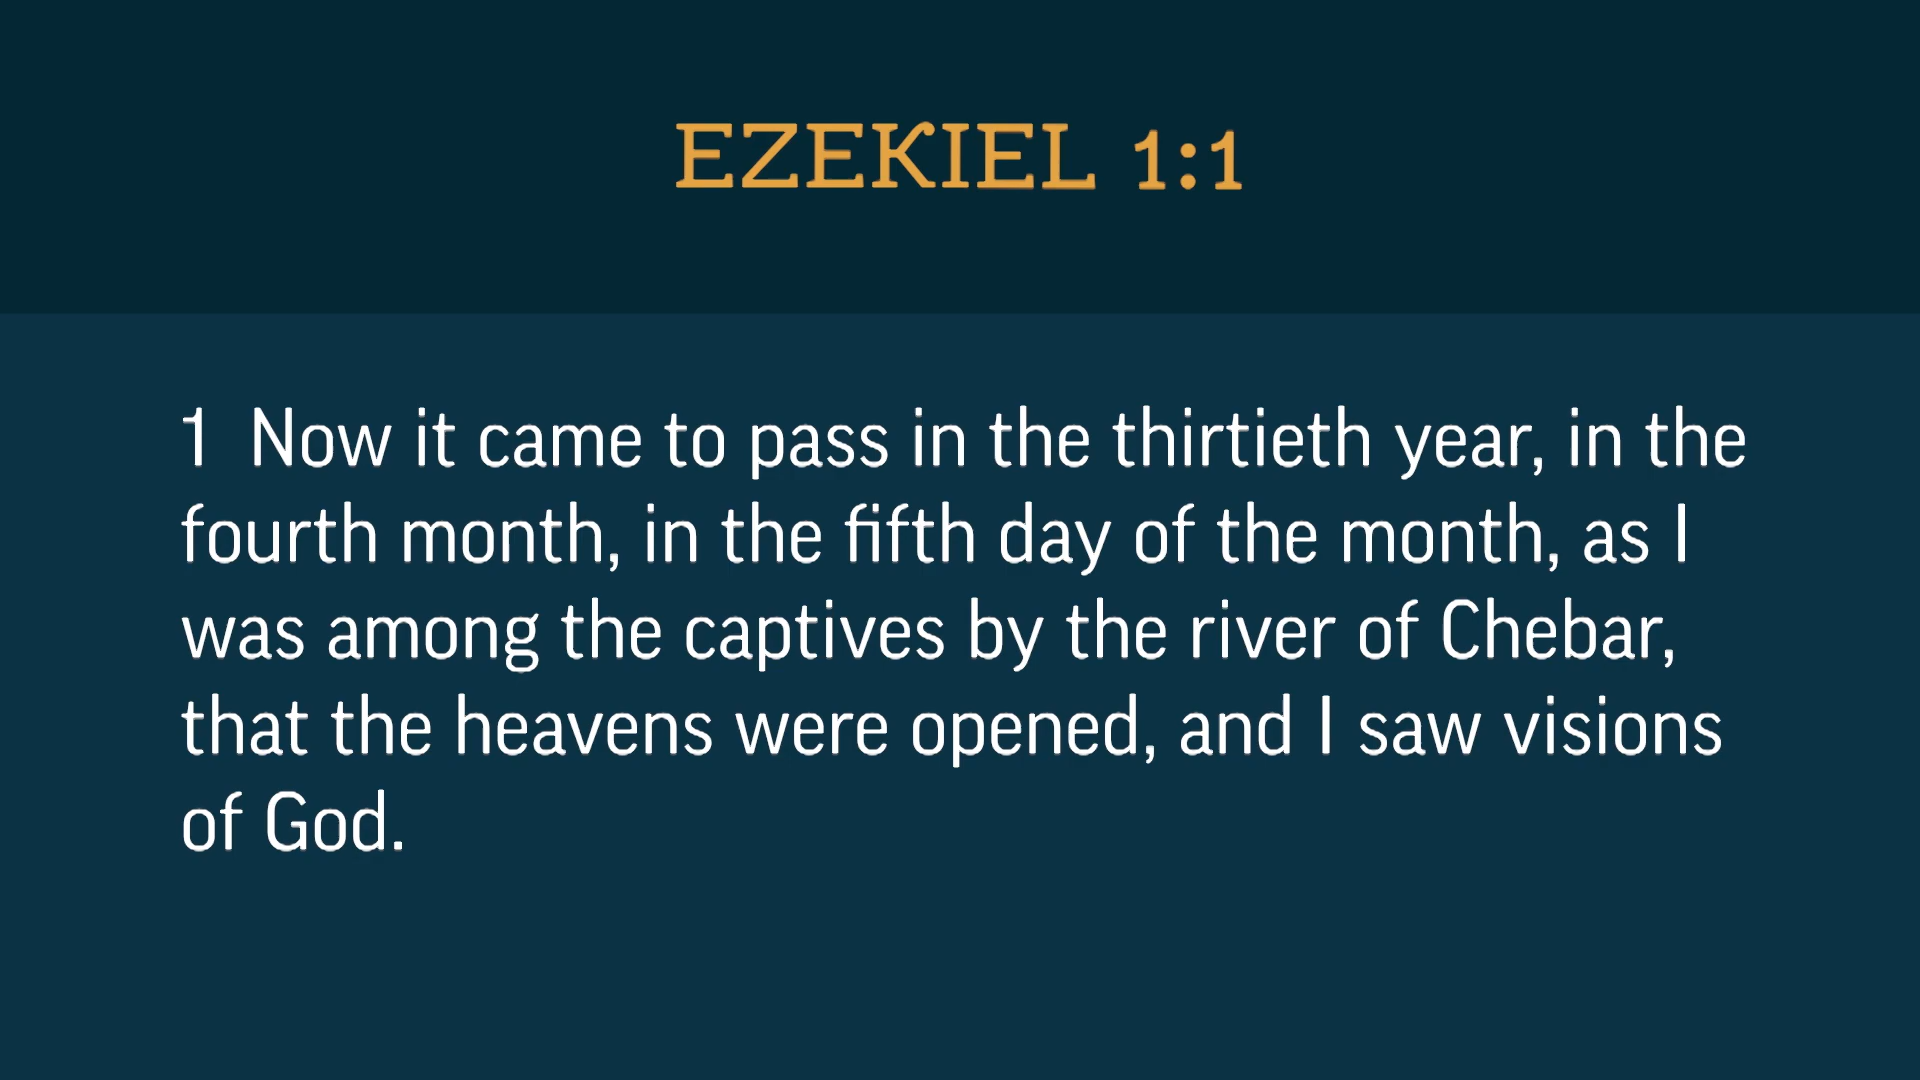 EZEKIEL 1:1
1 Now it came to pass in the thirtieth year, in the
fourth month, in the fifth day of the month, as I
was among the captives by the river of Chebar,
that the heavens were opened, and I saw visions
of God.